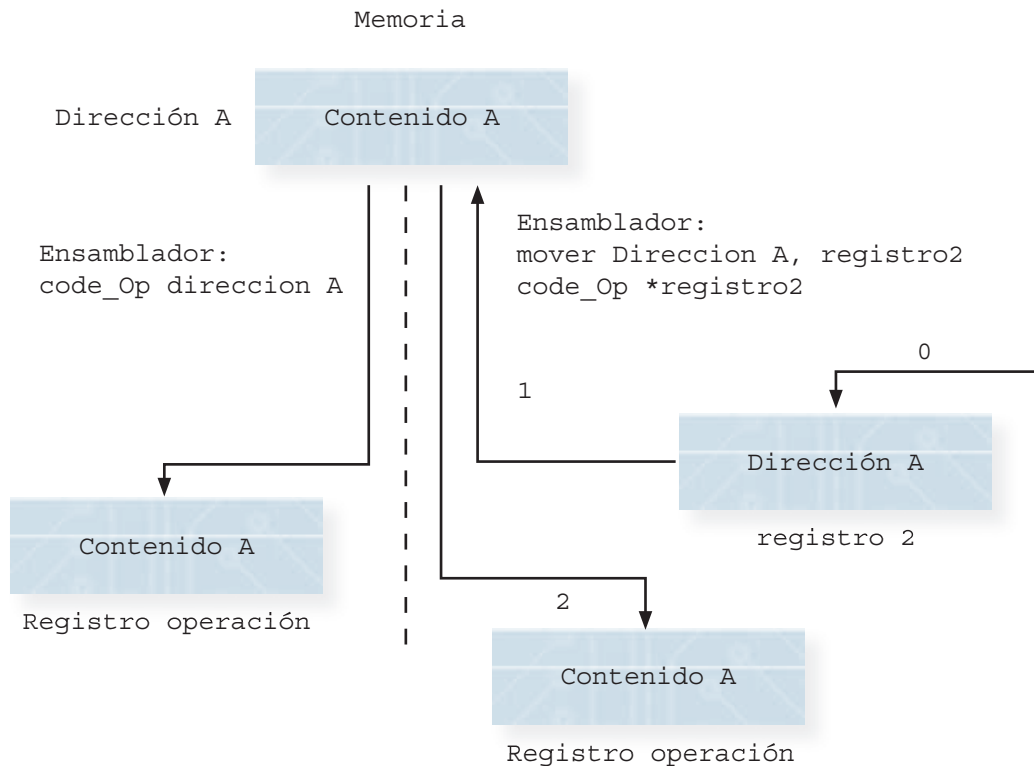 Memoria
Dirección A
Contenido A
Ensamblador:
code_Op direccion A
Ensamblador:
mover Direccion A, registro2
code_Op *registro2
0
1
Dirección A
registro 2
Contenido A
Registro operación
2
Contenido A
Registro operación